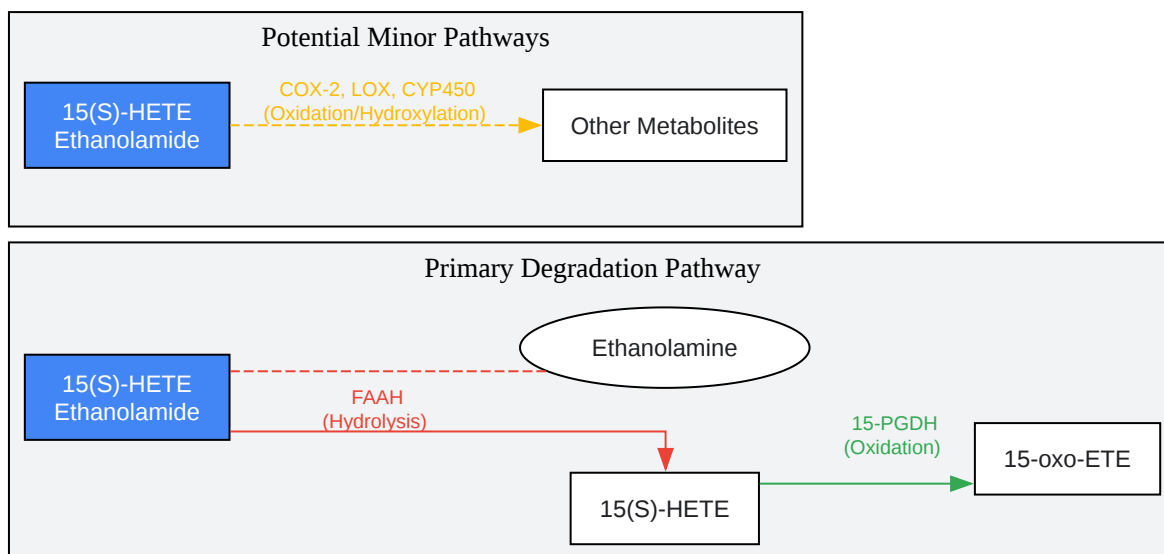 Potential Minor Pathways
15(S)-HETE
Ethanolamide
COX-2, LOX, CYP450
(Oxidation/Hydroxylation)
Other Metabolites
Primary Degradation Pathway
15(S)-HETE
Ethanolamide
Ethanolamine
FAAH
(Hydrolysis)
15(S)-HETE
15-PGDH
(Oxidation)
15-oxo-ETE